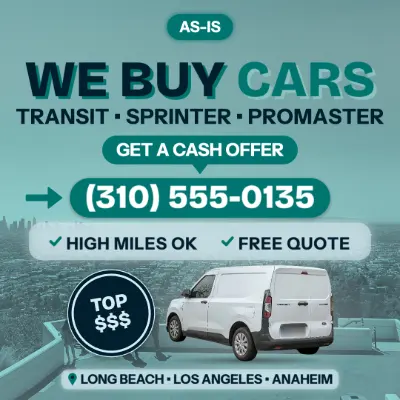 AS-IS
WE BUY CARS
TRANSIT · SPRINTER · PROMASTER
GET A CASH OFFER
(310) 555-0135
HIGH MILES OK FREE QUOTE
TOP
$$$
LONG BEACH · LOS ANGELES · ANAHEIM